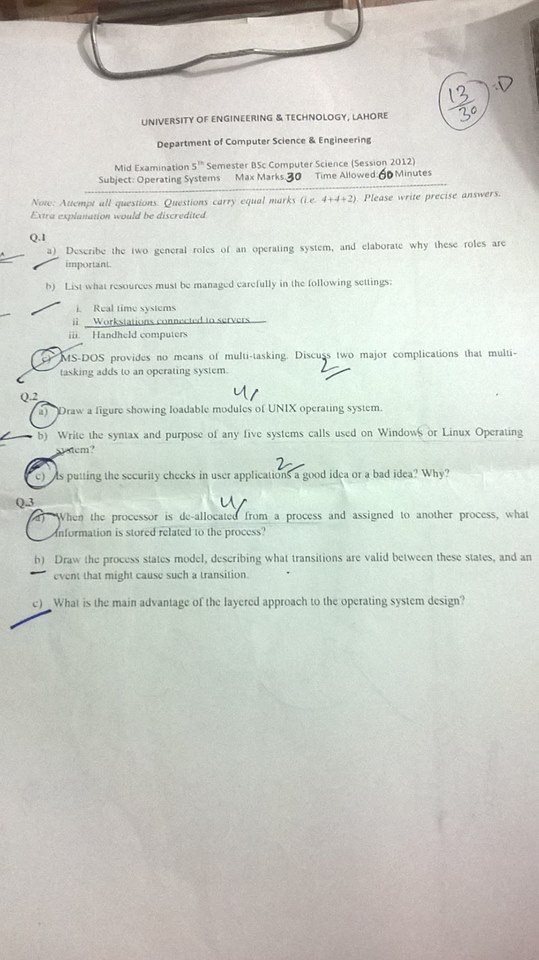 13
30
:D
UNIVERSITY OF ENGINEERING & TECHNOLOGY, LAHORE
Department of Computer Science & Engineering
Mid Examination 5th Semester BSc Computer Science (Session 2012)
Subject: Operating Systems Max Marks:30 Time Allowed:60 Minutes
Note: Attempt all questions. Questions carry equal marks (i.e. 4+4+2). Please write precise answers.
Extra explanation would be discredited.
Q.1
a) Describe the two general roles of an operating system, and elaborate why these roles are
important.
b) List what resources must be managed carefully in the following settings:
i. Real time systems
ii. Workstations connected to servers
iii. Handheld computers
c) MS-DOS provides no means of multi-tasking. Discuss two major complications that multi-
tasking adds to an operating system.
2
4
Q.2
a) Draw a figure showing loadable modules of UNIX operating system.
b) Write the syntax and purpose of any five systems calls used on Windows or Linux Operating
System?
2
c) Is putting the security checks in user applications a good idea or a bad idea? Why?
Q.3
4
a) When the processor is de-allocated from a process and assigned to another process, what
information is stored related to the process?
b) Draw the process states model, describing what transitions are valid between these states, and an
event that might cause such a transition.
c) What is the main advantage of the layered approach to the operating system design?